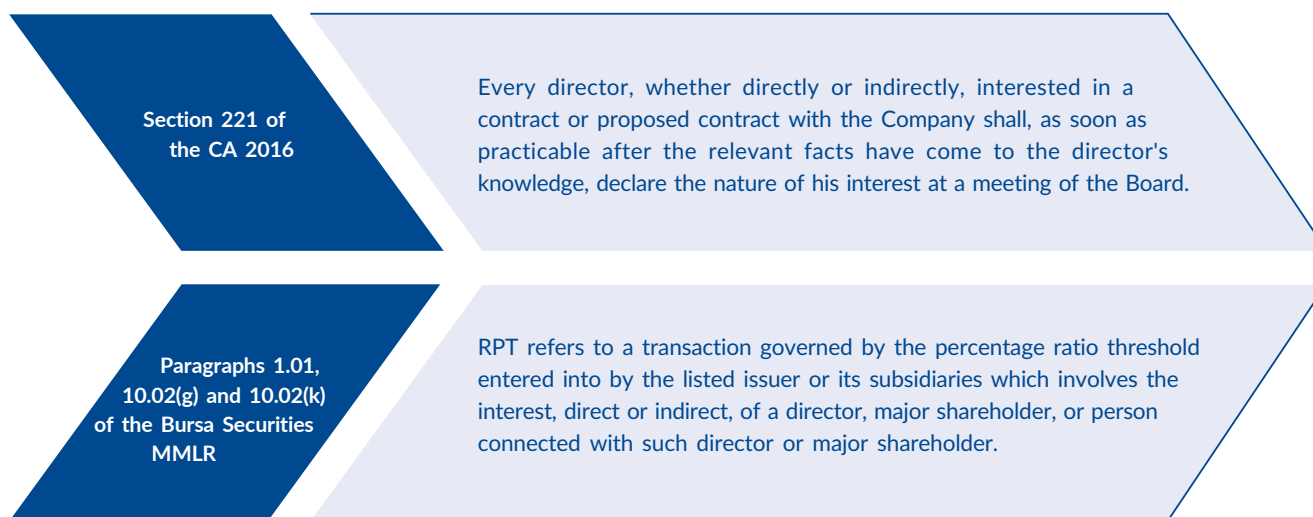 Section 221 of
the CA 2016
Every director, whether directly or indirectly, interested in a
contract or proposed contract with the Company shall, as soon as
practicable after the relevant facts have come to the director's
knowledge, declare the nature of his interest at a meeting of the Board.
Paragraphs 1.01,
10.02(g) and 10.02(k)
of the Bursa Securities
MMLR
RPT refers to a transaction governed by the percentage ratio threshold
entered into by the listed issuer or its subsidiaries which involves the
interest, direct or indirect, of a director, major shareholder, or person
connected with such director or major shareholder.